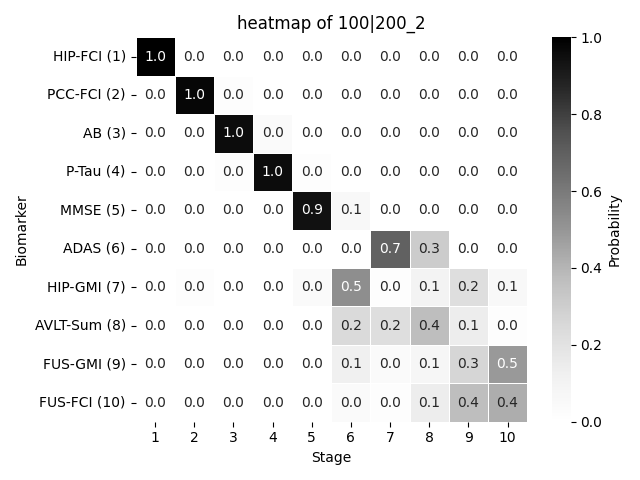 heatmap of 100|200_2
HIP-FCI (1) 1.0 0.0 0.0 0.0 0.0 0.0 0.0 0.0 0.0 0.0
PCC-FCI (2) 0.0 1.0 0.0 0.0 0.0 0.0 0.0 0.0 0.0 0.0
AB (3) 0.0 0.0 1.0 0.0 0.0 0.0 0.0 0.0 0.0 0.0
P-Tau (4) 0.0 0.0 0.0 1.0 0.0 0.0 0.0 0.0 0.0 0.0
MMSE (5) 0.0 0.0 0.0 0.0 0.9 0.1 0.0 0.0 0.0 0.0
ADAS (6) 0.0 0.0 0.0 0.0 0.0 0.0 0.7 0.3 0.0 0.0
HIP-GMI (7) 0.0 0.0 0.0 0.0 0.0 0.5 0.0 0.1 0.2 0.1
AVLT-Sum (8) 0.0 0.0 0.0 0.0 0.0 0.2 0.2 0.4 0.1 0.0
FUS-GMI (9) 0.0 0.0 0.0 0.0 0.0 0.1 0.0 0.1 0.3 0.5
FUS-FCI (10) 0.0 0.0 0.0 0.0 0.0 0.0 0.0 0.1 0.4 0.4
1 2 3 4 5 6 7 8 9 10
Stage
Biomarker
1.0
0.8
0.6
0.4
0.2
0.0
Probability